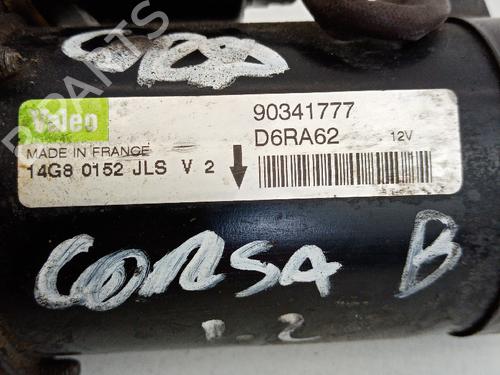 Valeo
90341777
D6RA62 12V
MADE IN FRANCE
14G8 0152 JLS V 2
CORSA B
1.2